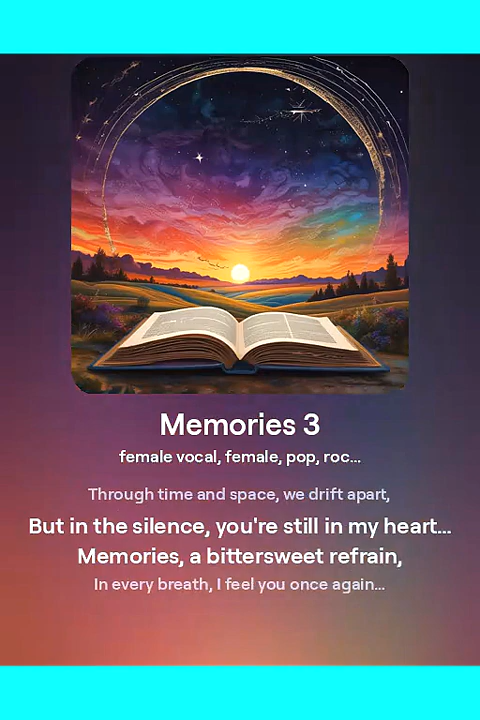 Memories 3
female vocal, female, pop, roc...
Through time and space, we drift apart,
But in the silence, you're still in my heart...
Memories, a bittersweet refrain,
In every breath, I feel you once again...